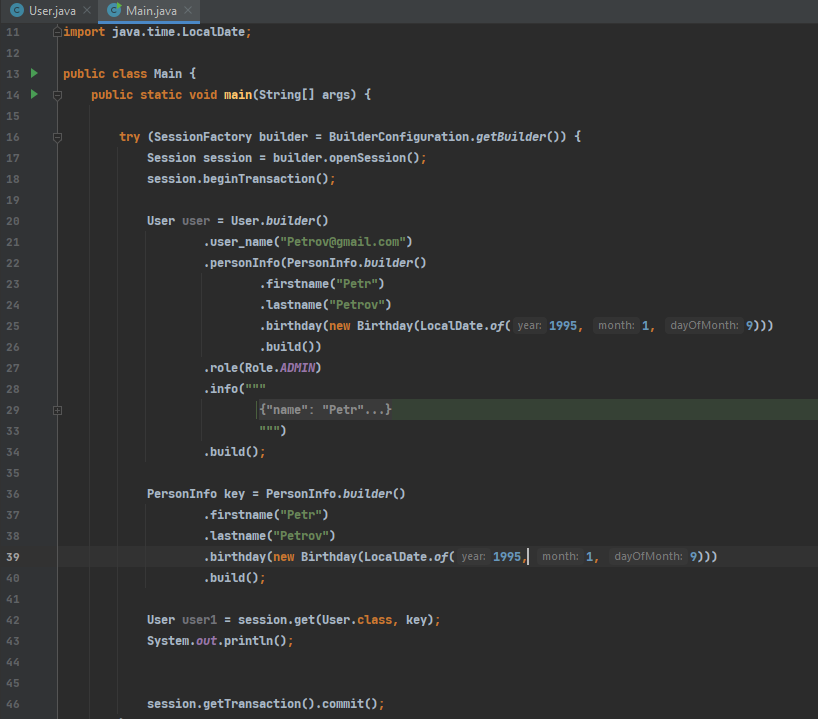 User.java Main.java
11 import java.time.LocalDate;
12
13 public class Main {
14 public static void main(String[] args) {
15
16 try (SessionFactory builder = BuilderConfiguration.getBuilder()) {
17 Session session = builder.openSession();
18 session.beginTransaction();
19
20 User user = User.builder()
21 .user_name("Petrov@gmail.com")
22 .personInfo(PersonInfo.builder()
23 .firstname("Petr")
24 .lastname("Petrov")
25 .birthday(new Birthday(LocalDate.of( year: 1995, month: 1, dayOfMonth: 9)))
26 .build())
27 .role(Role.ADMIN)
28 .info("""
29 {"name": "Petr"...}
33 """)
34 .build();
35
36 PersonInfo key = PersonInfo.builder()
37 .firstname("Petr")
38 .lastname("Petrov")
39 .birthday(new Birthday(LocalDate.of( year: 1995, month: 1, dayOfMonth: 9)))
40 .build();
41
42 User user1 = session.get(User.class, key);
43 System.out.println();
44
45
46 session.getTransaction().commit();